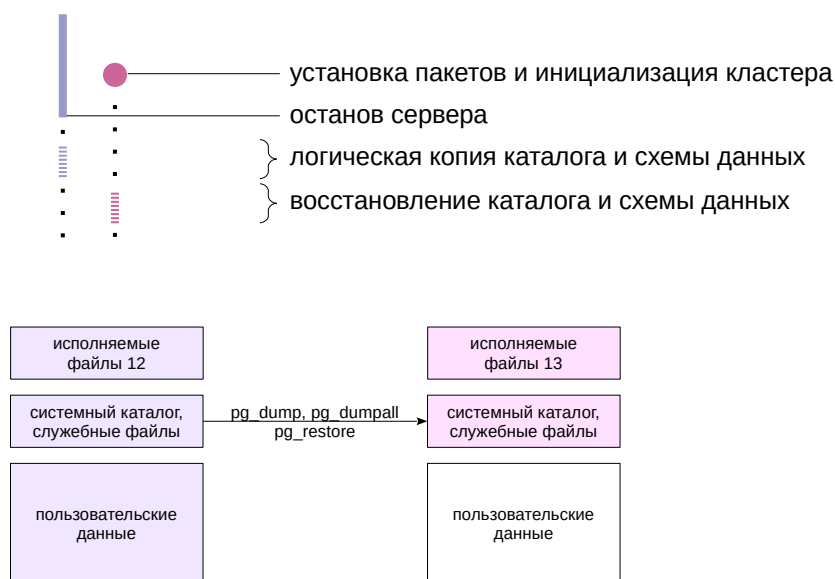 установка пакетов и инициализация кластера
останов сервера
логическая копия каталога и схемы данных
восстановление каталога и схемы данных
исполняемые
файлы 12
исполняемые
файлы 13
системный каталог,
служебные файлы
pg_dump, pg_dumpall
pg_restore
системный каталог,
служебные файлы
пользовательские
данные
пользовательские
данные